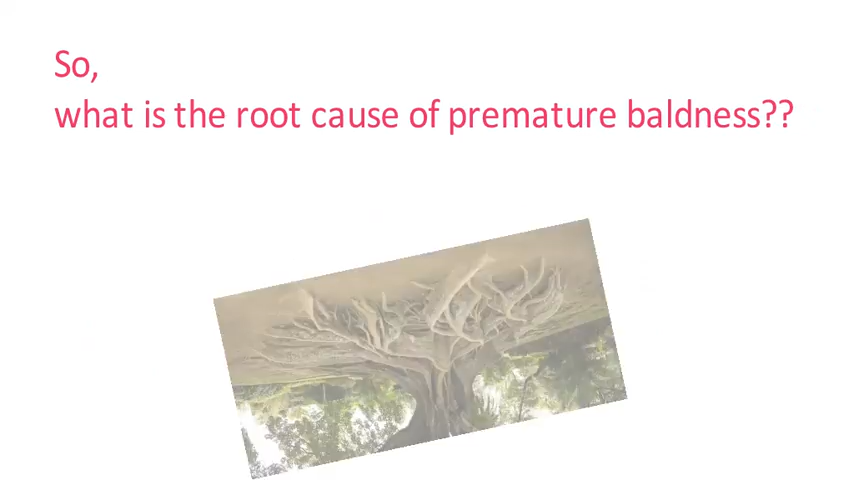 So,
what is the root cause of premature baldness??